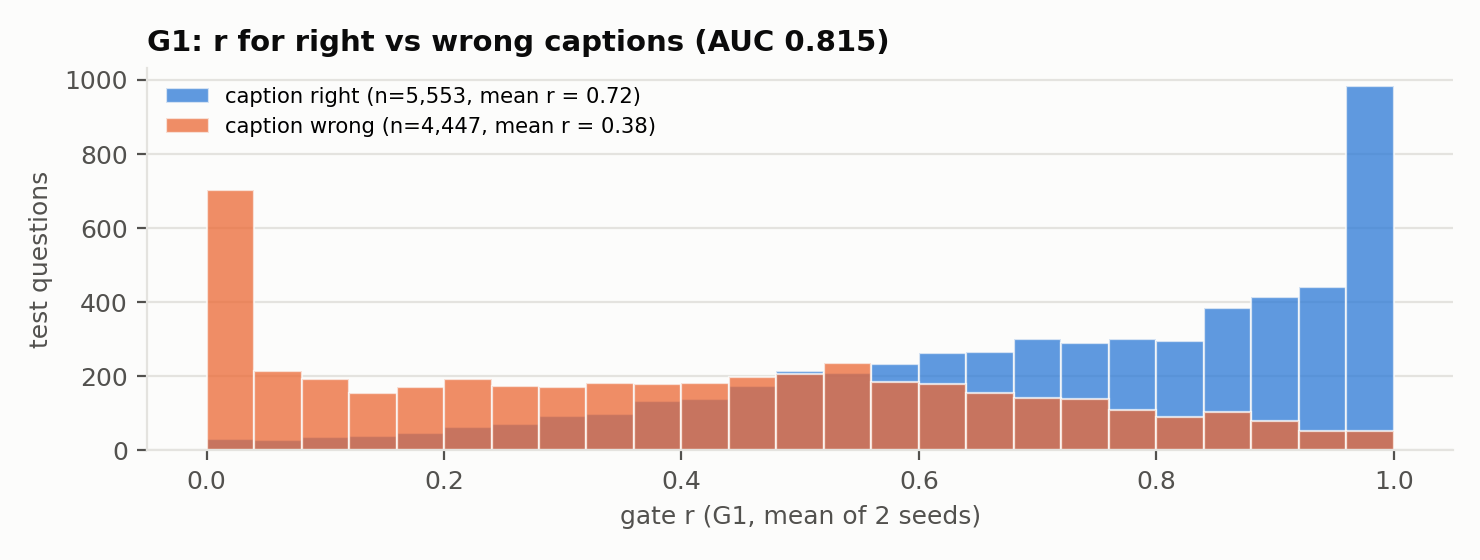 G1: r for right vs wrong captions (AUC 0.815)
caption right (n=5,553, mean r = 0.72)
caption wrong (n=4,447, mean r = 0.38)
test questions
1000
800
600
400
200
0
0.0 0.2 0.4 0.6 0.8 1.0
gate r (G1, mean of 2 seeds)